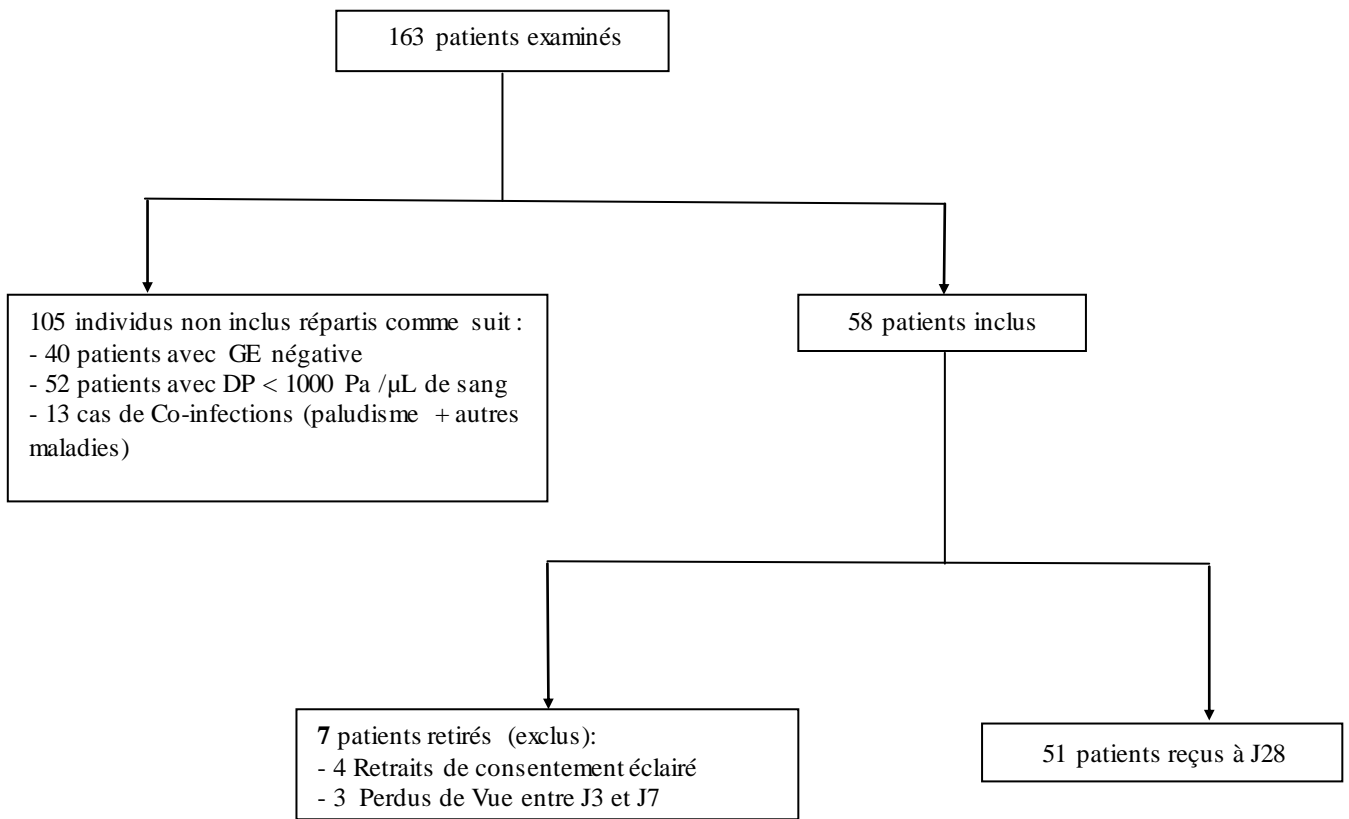 163 patients examinés
105 individus non inclus répartis comme suit :
- 40 patients avec GE négative
- 52 patients avec DP < 1000 Pa /µL de sang
- 13 cas de Co-infections (paludisme + autres
maladies)
58 patients inclus
7 patients retirés (exclus):
- 4 Retraits de consentement éclairé
- 3 Perdus de Vue entre J3 et J7
51 patients reçus à J28